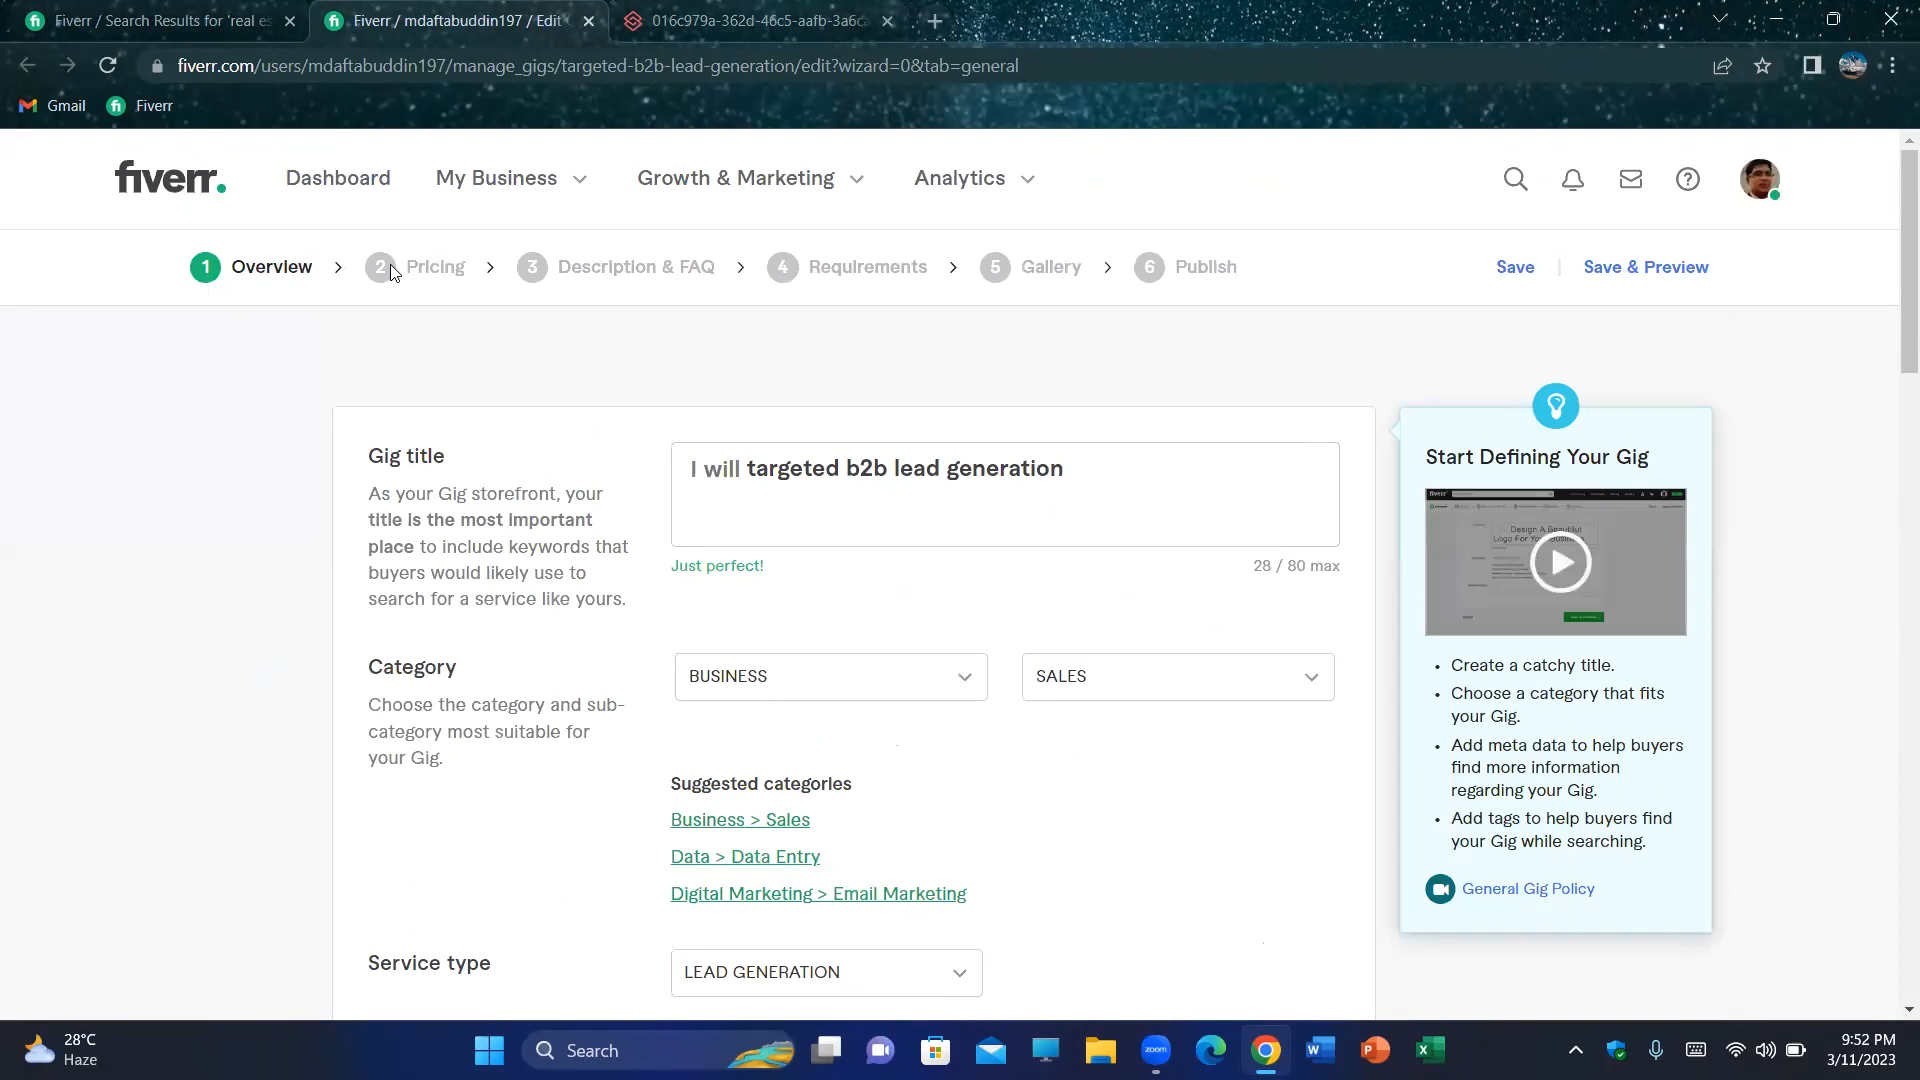 Fiverr / Search Results for 'real es
Fiverr / mdaftabuddin197 / Edit
016c979a-362d-46c5-aafb-3a6ca
fiverr.com/users/mdaftabuddin197/manage_gigs/targeted-b2b-lead-generation/edit?wizard=0&tab=general
Gmail
Fiverr
fiverr.
Dashboard
My Business
Growth & Marketing
Analytics
1 Overview
2 Pricing
3 Description & FAQ
4 Requirements
5 Gallery
6 Publish
Save
Save & Preview
Gig title
As your Gig storefront, your
title is the most important
place to include keywords that
buyers would likely use to
search for a service like yours.
I will targeted b2b lead generation
Just perfect!
28 / 80 max
Category
Choose the category and sub-
category most suitable for
your Gig.
BUSINESS
SALES
Suggested categories
Business > Sales
Data > Data Entry
Digital Marketing > Email Marketing
Service type
LEAD GENERATION
Start Defining Your Gig
Design A Beautiful
• Create a catchy title.
• Choose a category that fits
your Gig.
• Add meta data to help buyers
find more information
regarding your Gig.
• Add tags to help buyers find
your Gig while searching.
General Gig Policy
28°C
Haze
Search
zoom
9:52 PM
3/11/2023